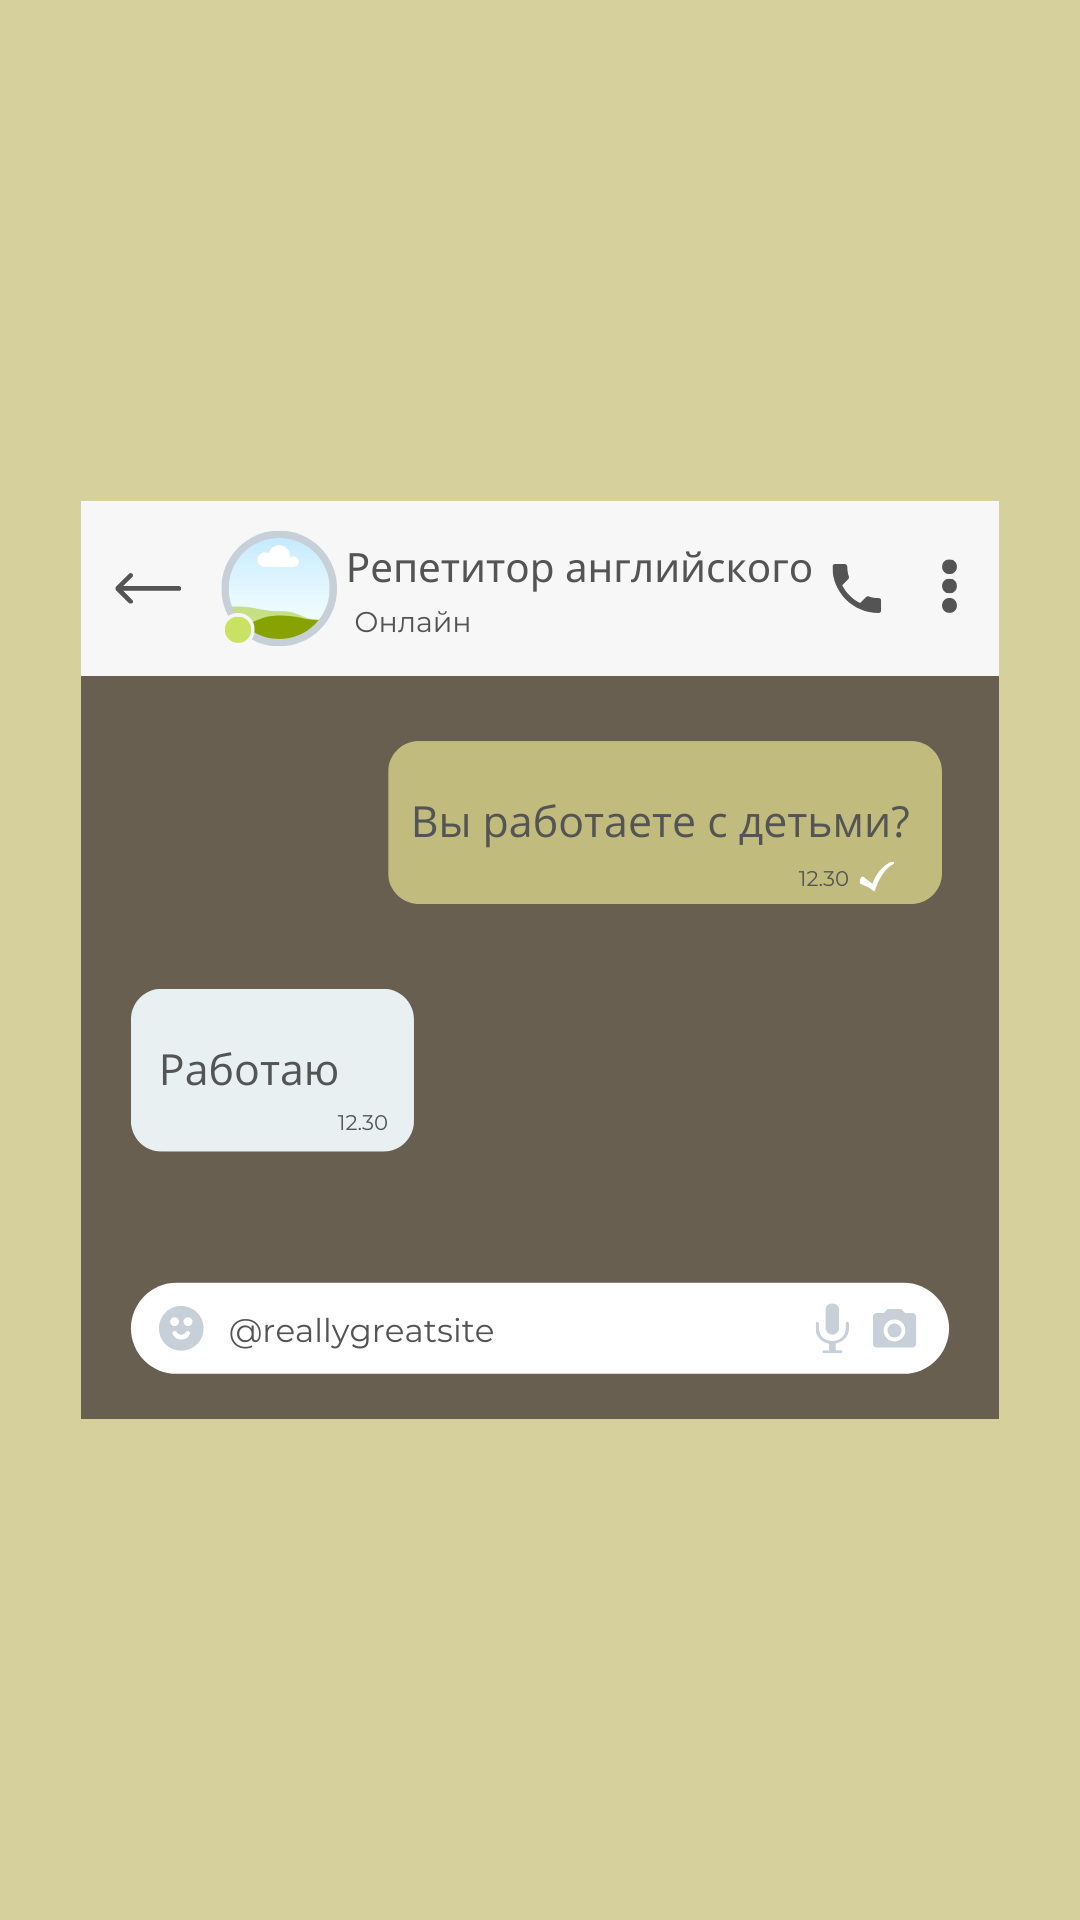 Репетитор английского
Онлайн
Вы работаете с детьми?
12.30
Работаю
12.30
@reallygreatsite